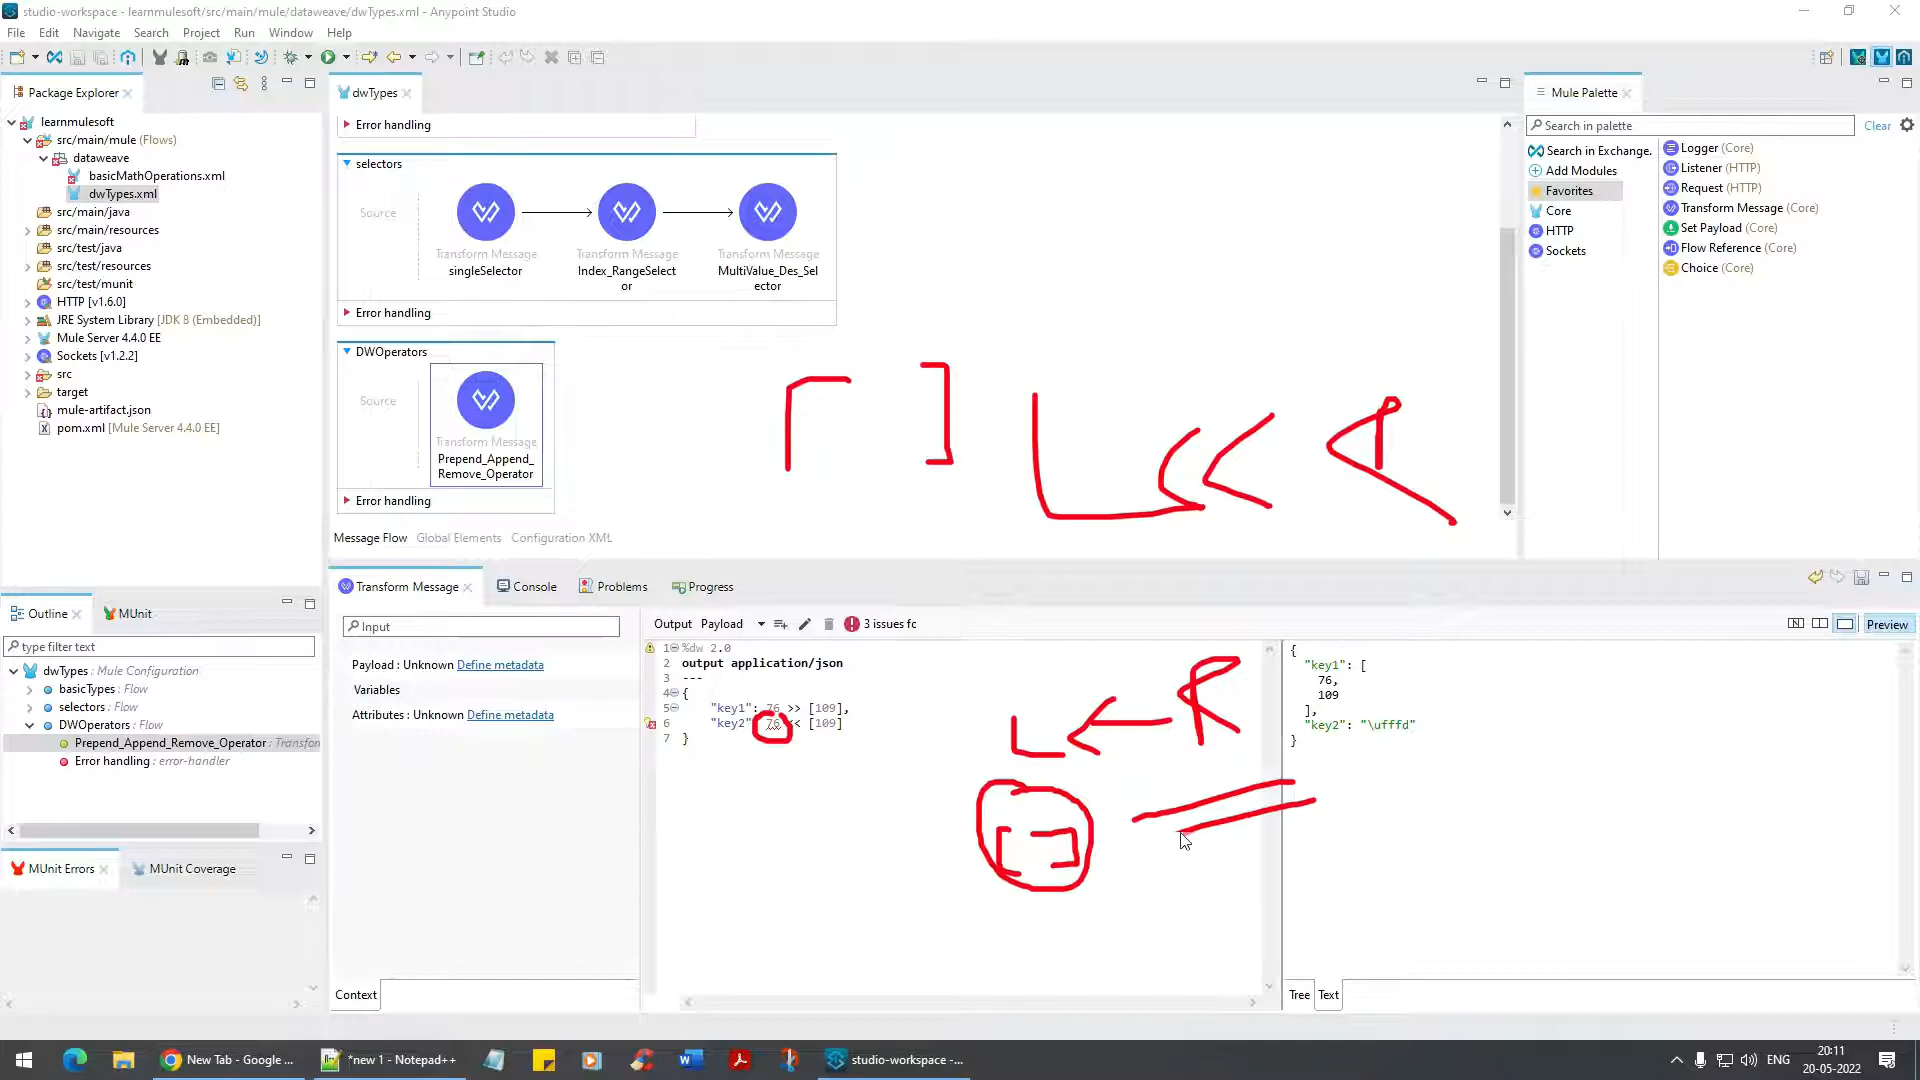 studio-workspace - learnmulesoft/src/main/mule/dataweave/dwTypes.xml - Anypoint Studio
File Edit Navigate Search Project Run Window Help
Package Explorer
learnmulesoft
src/main/mule (Flows)
dataweave
basicMathOperations.xml
dwTypes.xml
src/main/java
src/main/resources
src/test/java
src/test/resources
src/test/munit
HTTP [v1.6.0]
JRE System Library [JDK 8 (Embedded)]
Mule Server 4.4.0 EE
Sockets [v1.2.2]
src
target
mule-artifact.json
pom.xml [Mule Server 4.4.0 EE]
Outline MUnit
type filter text
dwTypes : Mule Configuration
basicTypes : Flow
selectors : Flow
DWOperators : Flow
Prepend_Append_Remove_Operator : Transfor
Error handling : error-handler
MUnit Errors MUnit Coverage
dwTypes
Error handling
selectors
Source
Transform Message
singleSelector
Transform Message
Index_RangeSelect
or
Transform Message
MultiValue_Des_Sel
ector
Error handling
DWOperators
Source
Transform Message
Prepend_Append_
Remove_Operator
Error handling
L << R
Message Flow Global Elements Configuration XML
Mule Palette
Search in palette Clear
Search in Exchange.
Add Modules
Favorites
Core
HTTP
Sockets
Logger (Core)
Listener (HTTP)
Request (HTTP)
Transform Message (Core)
Set Payload (Core)
Flow Reference (Core)
Choice (Core)
Transform Message Console Problems Progress
Input
Payload : Unknown Define metadata
Variables
Attributes : Unknown Define metadata
Context
Output Payload 3 issues fc Preview
1 %dw 2.0
2 output application/json
3 ---
4 {
5 "key1": 76 >> [109],
6 "key2": 76 << [109]
7 }
L R
{
"key1": [
76,
109
],
"key2": "\ufffd"
}
Tree Text
New Tab - Google ...
*new 1 - Notepad++
studio-workspace -...
ENG
20:11
20-05-2022